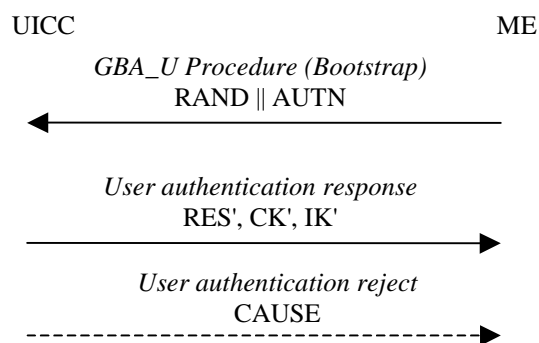 UICC ME
GBA_U Procedure (Bootstrap)
RAND || AUTN
User authentication response
RES', CK', IK'
User authentication reject
CAUSE